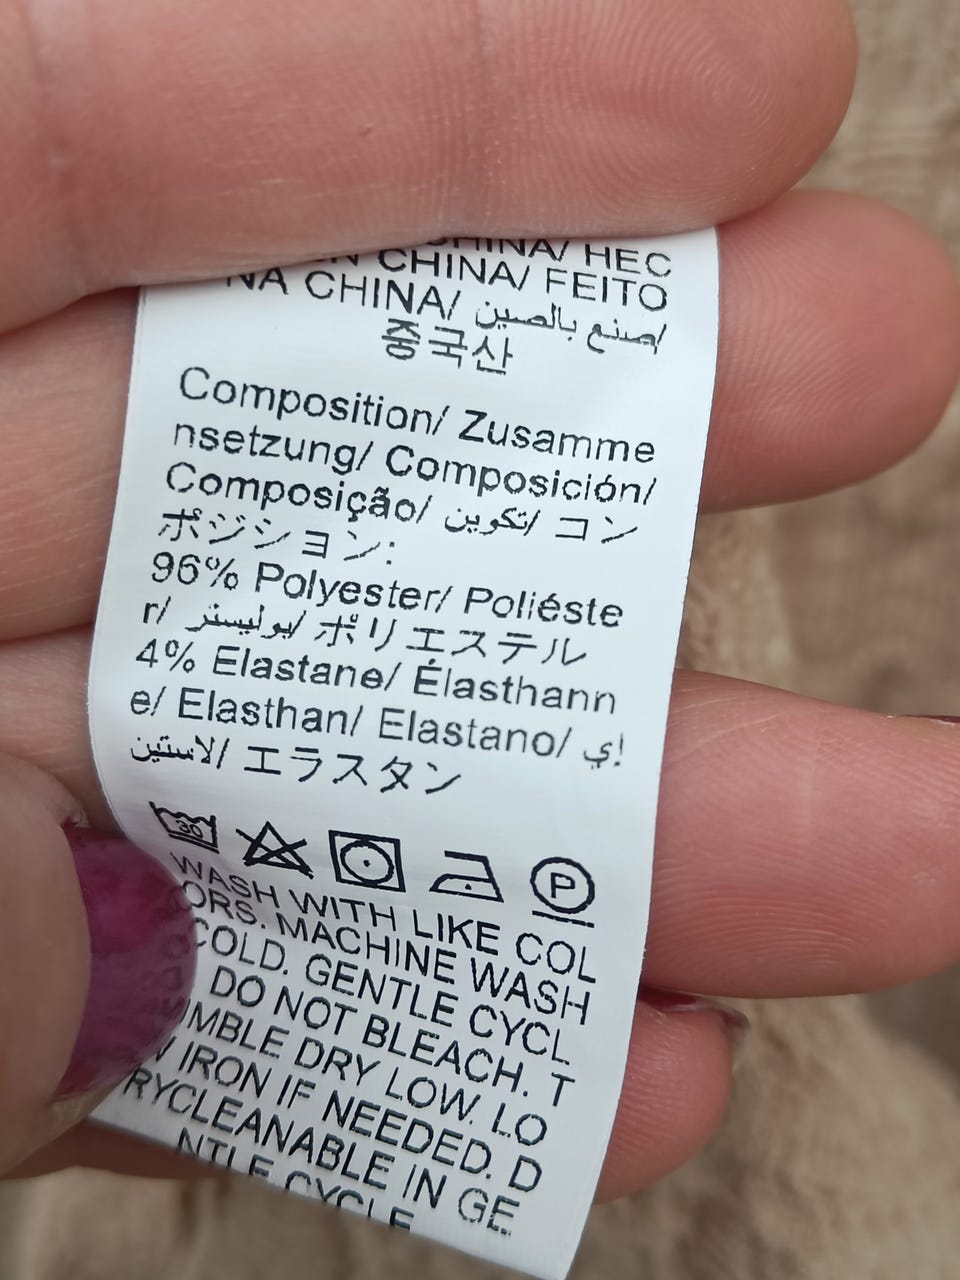 CHINA/ HEC
EN CHINA/ FEITO
NA CHINA/ صنع بالصين/
중국산
Composition/ Zusamme
nsetzung/ Composición/
Composição/ تكوين/ コン
ポジション:
96% Polyester/ Poliéste
r/ بوليستر/ ポリエステル
4% Elastane/ Élasthann
e/ Elasthan/ Elastano/ إي
لاستين/ エラスタン
30 P
WASH WITH LIKE COL
ORS. MACHINE WASH
COLD. GENTLE CYCL
DO NOT BLEACH. T
IMBLE DRY LOW. LO
W IRON IF NEEDED. D
RYCLEANABLE IN GE
NTLE CYCLE